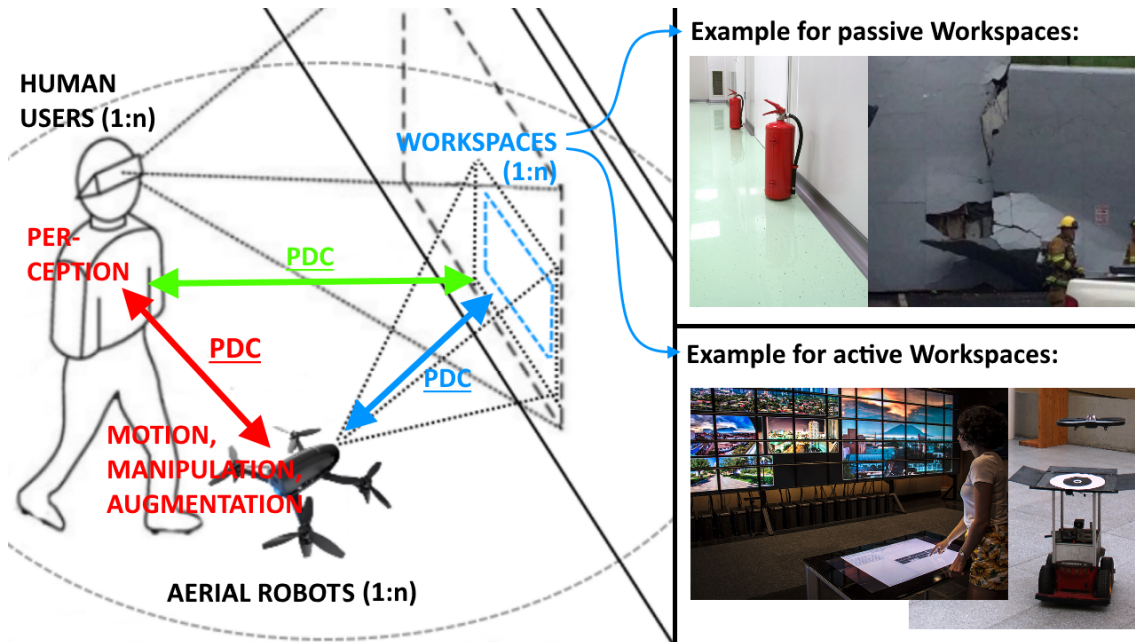 HUMAN
USERS (1:n)
WORKSPACES
(1:n)
PER-
CEPTION
PDC
PDC
PDC
MOTION,
MANIPULATION,
AUGMENTATION
AERIAL ROBOTS (1:n)
Example for passive Workspaces:
Example for active Workspaces: